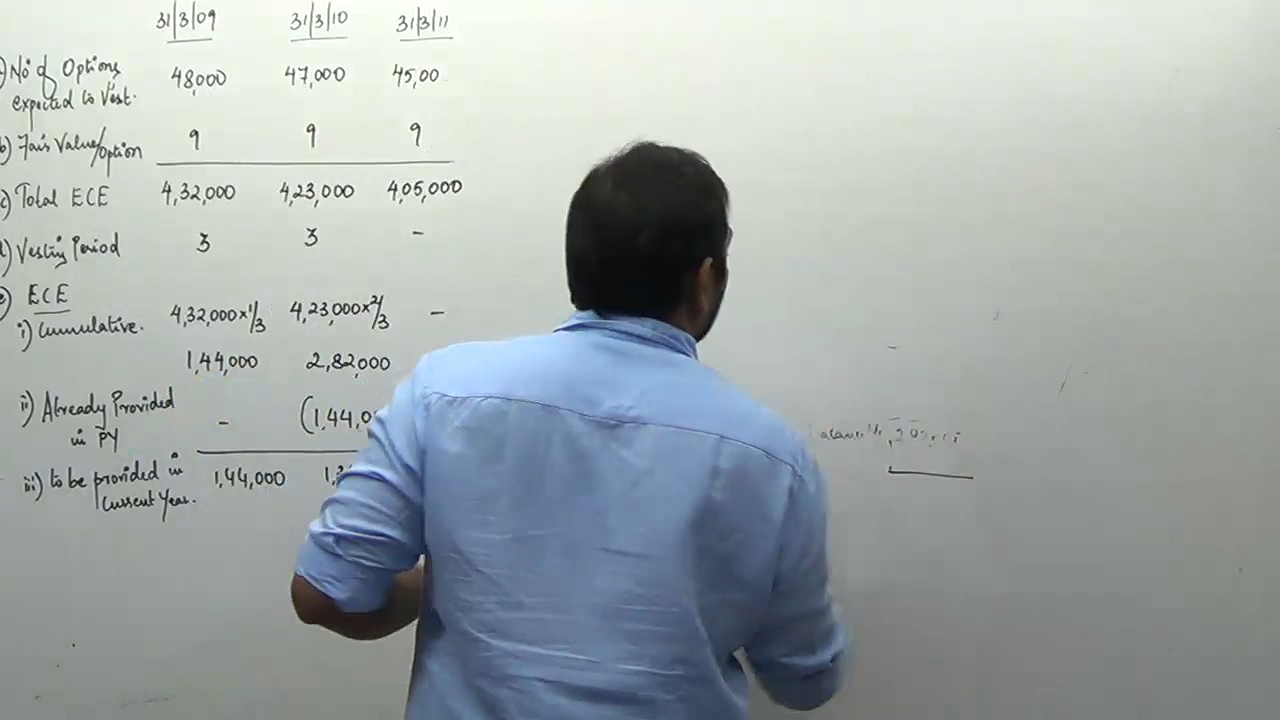 31/3/09 31/3/10 31/3/11
) No of Options 48,000 47,000 45,00
expected to Vest.
b) Fair Value/Option 9 9 9
c) Total ECE 4,32,000 4,23,000 4,05,000
d) Vesting Period 3 3 -
e) ECE
i) Cumulative. 4,32,000×1/3 4,23,000×2/3 -
1,44,000 2,82,000
ii) Already Provided - (1,44,0
in PY
iii) to be provided in 1,44,000 1,3
Current Year.